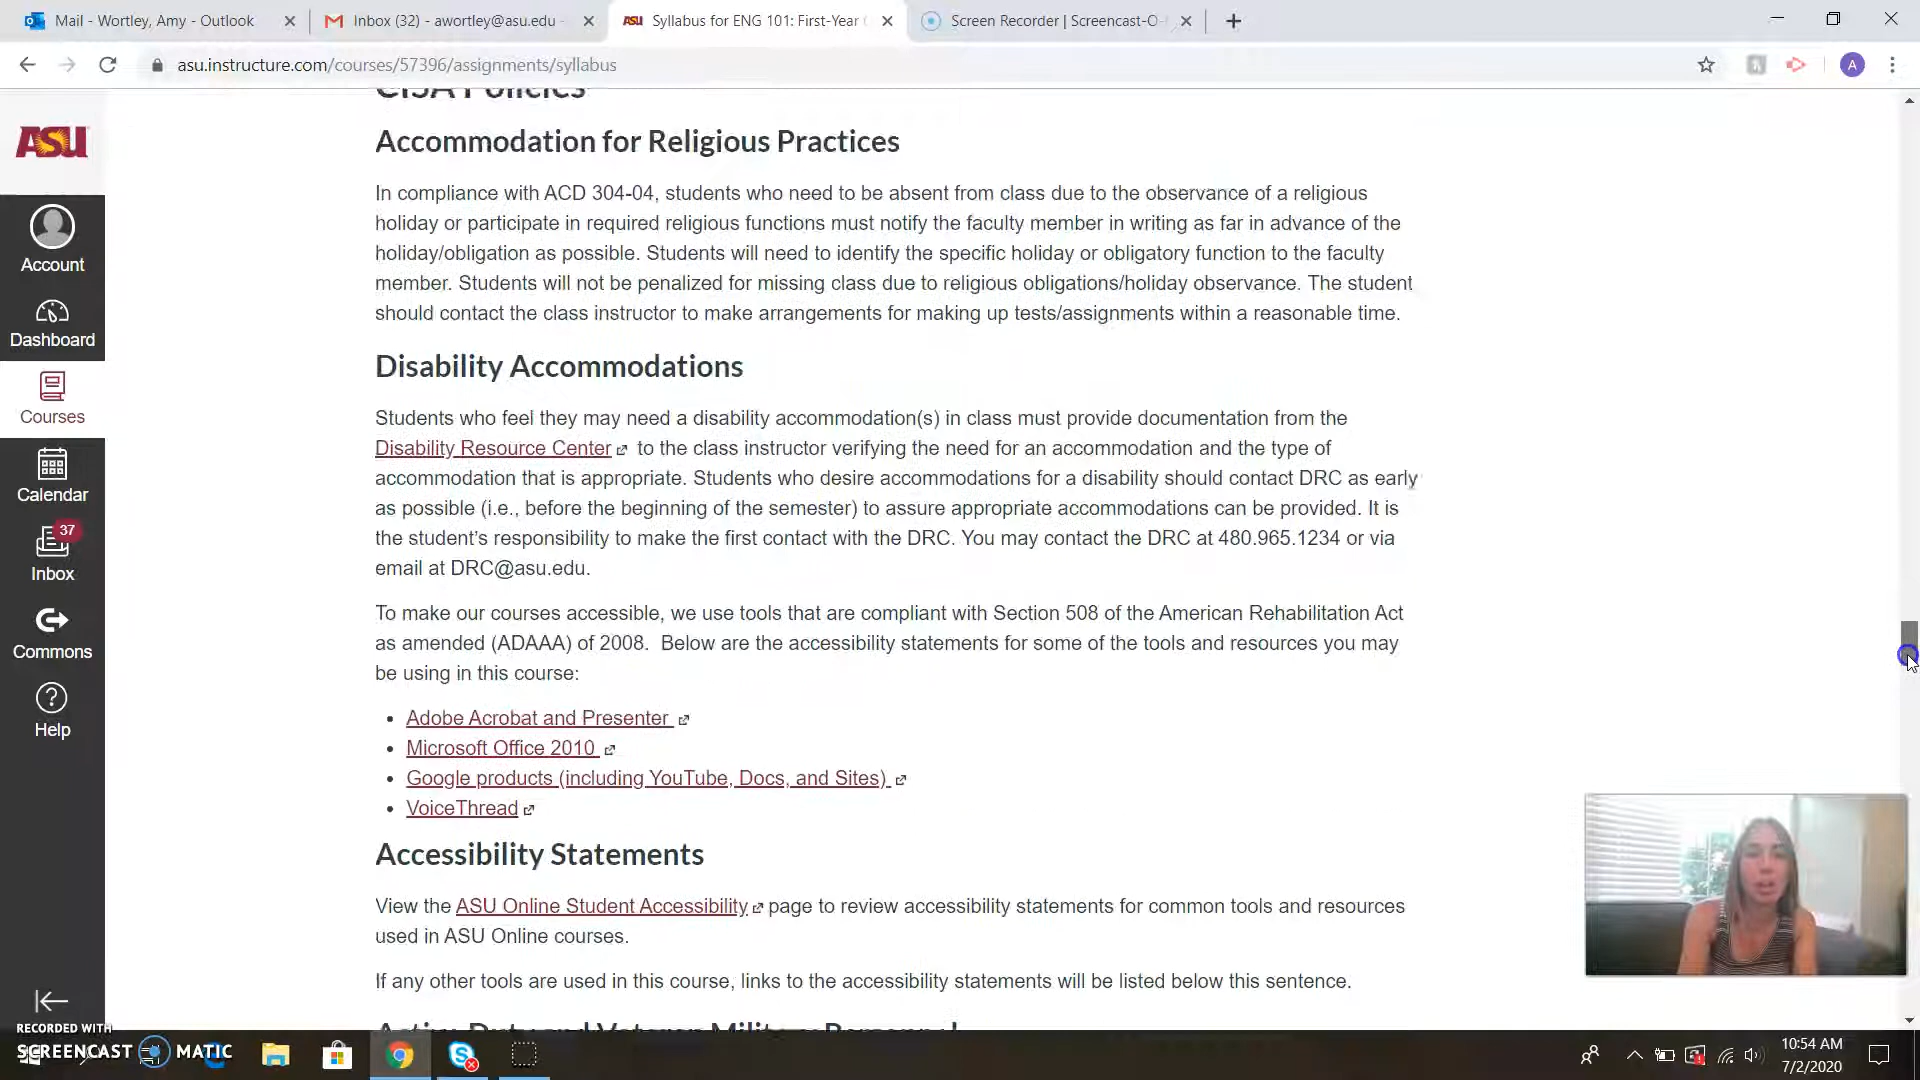 Mail - Wortley, Amy - Outlook
Inbox (32) - awortley@asu.edu -
ASU Syllabus for ENG 101: First-Year
Screen Recorder | Screencast-O-
asu.instructure.com/courses/57396/assignments/syllabus
A
CISA Policies
ASU
Account
Dashboard
Courses
Calendar
37
Inbox
Commons
Help
Accommodation for Religious Practices
In compliance with ACD 304-04, students who need to be absent from class due to the observance of a religious
holiday or participate in required religious functions must notify the faculty member in writing as far in advance of the
holiday/obligation as possible. Students will need to identify the specific holiday or obligatory function to the faculty
member. Students will not be penalized for missing class due to religious obligations/holiday observance. The student
should contact the class instructor to make arrangements for making up tests/assignments within a reasonable time.
Disability Accommodations
Students who feel they may need a disability accommodation(s) in class must provide documentation from the
Disability Resource Center to the class instructor verifying the need for an accommodation and the type of
accommodation that is appropriate. Students who desire accommodations for a disability should contact DRC as early
as possible (i.e., before the beginning of the semester) to assure appropriate accommodations can be provided. It is
the student's responsibility to make the first contact with the DRC. You may contact the DRC at 480.965.1234 or via
email at DRC@asu.edu.
To make our courses accessible, we use tools that are compliant with Section 508 of the American Rehabilitation Act
as amended (ADAAA) of 2008. Below are the accessibility statements for some of the tools and resources you may
be using in this course:
• Adobe Acrobat and Presenter
• Microsoft Office 2010
• Google products (including YouTube, Docs, and Sites)
• VoiceThread
Accessibility Statements
View the ASU Online Student Accessibility page to review accessibility statements for common tools and resources
used in ASU Online courses.
If any other tools are used in this course, links to the accessibility statements will be listed below this sentence.
Active Duty and Veteran Military Personnel
RECORDED WITH
SCREENCAST MATIC
10:54 AM
7/2/2020